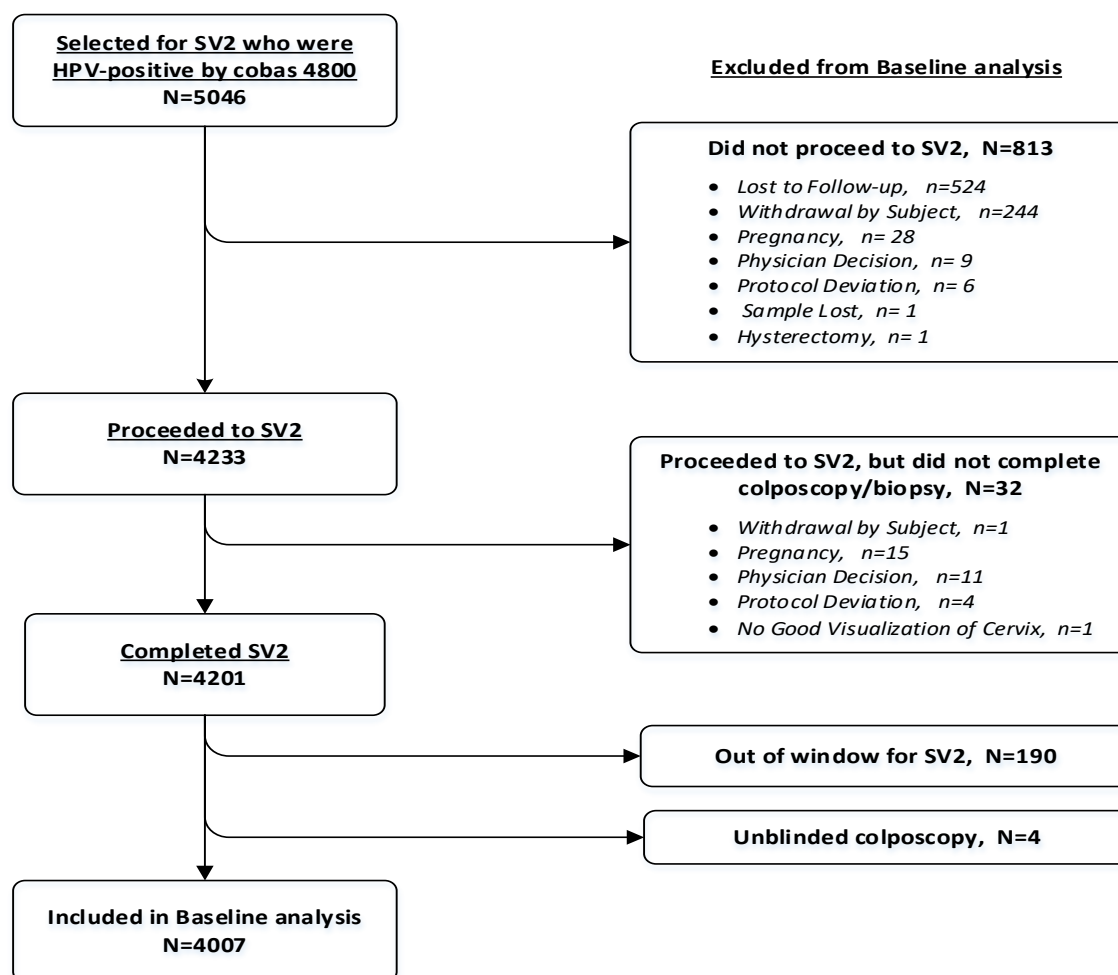 Selected for SV2 who were
HPV-positive by cobas 4800
N=5046
Excluded from Baseline analysis
Did not proceed to SV2, N=813
• Lost to Follow-up, n=524
• Withdrawal by Subject, n=244
• Pregnancy, n= 28
• Physician Decision, n= 9
• Protocol Deviation, n= 6
• Sample Lost, n= 1
• Hysterectomy, n= 1
Proceeded to SV2
N=4233
Proceeded to SV2, but did not complete
colposcopy/biopsy, N=32
• Withdrawal by Subject, n=1
• Pregnancy, n=15
• Physician Decision, n=11
• Protocol Deviation, n=4
• No Good Visualization of Cervix, n=1
Completed SV2
N=4201
Out of window for SV2, N=190
Unblinded colposcopy, N=4
Included in Baseline analysis
N=4007